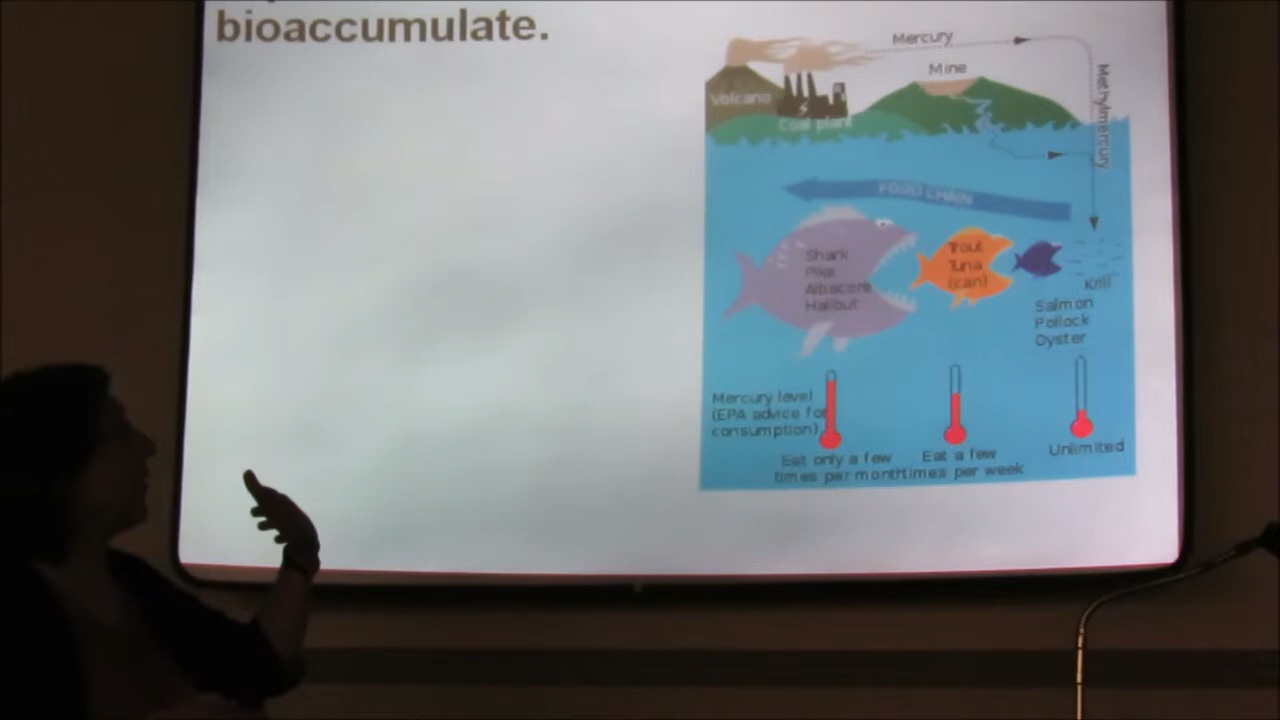 bioaccumulate.
Mercury
Mine
Volcano
Coal plant
Methylmercury
FOOD CHAIN
Shark
Pike
Albacore
Halibut
Trout
Tuna
(can)
Krill
Salmon
Pollock
Oyster
Mercury level
(EPA advice for
consumption)
Eat only a few
times per month
Eat a few
times per week
Unlimited